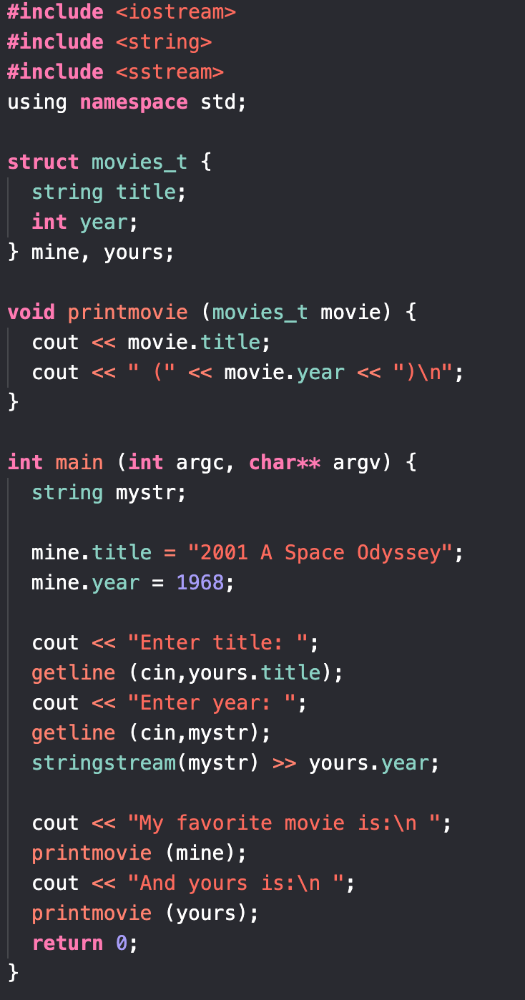 #include <iostream>
#include <string>
#include <sstream>
using namespace std;

struct movies_t {
  string title;
  int year;
} mine, yours;

void printmovie (movies_t movie) {
  cout << movie.title;
  cout << " (" << movie.year << ")\n";
}

int main (int argc, char** argv) {
  string mystr;

  mine.title = "2001 A Space Odyssey";
  mine.year = 1968;

  cout << "Enter title: ";
  getline (cin,yours.title);
  cout << "Enter year: ";
  getline (cin,mystr);
  stringstream(mystr) >> yours.year;

  cout << "My favorite movie is:\n ";
  printmovie (mine);
  cout << "And yours is:\n ";
  printmovie (yours);
  return 0;
}